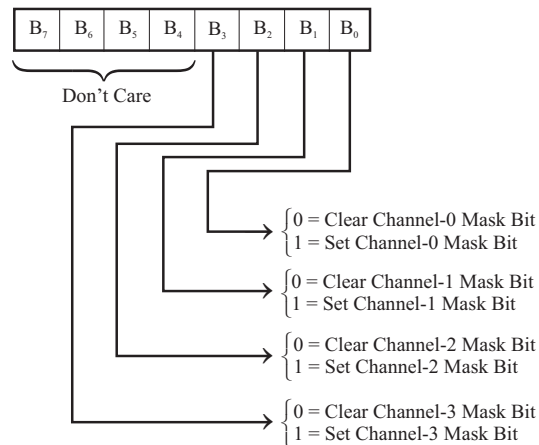 B₇ B₆ B₅ B₄ B₃ B₂ B₁ B₀
Don't Care
0 = Clear Channel-0 Mask Bit
1 = Set Channel-0 Mask Bit
0 = Clear Channel-1 Mask Bit
1 = Set Channel-1 Mask Bit
0 = Clear Channel-2 Mask Bit
1 = Set Channel-2 Mask Bit
0 = Clear Channel-3 Mask Bit
1 = Set Channel-3 Mask Bit